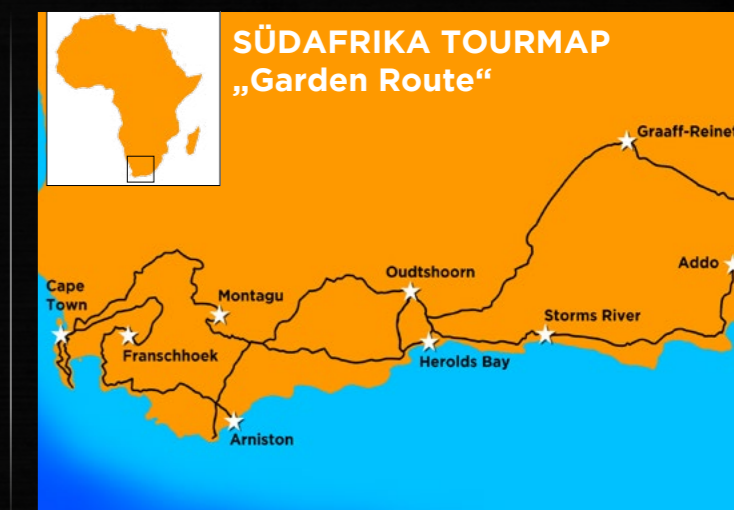 SÜDAFRIKA TOURMAP
„Garden Route“
Graaff-Reinet
Addo
Oudtshoorn
Cape
Town
Montagu
Storms River
Franschhoek
Herolds Bay
Arniston